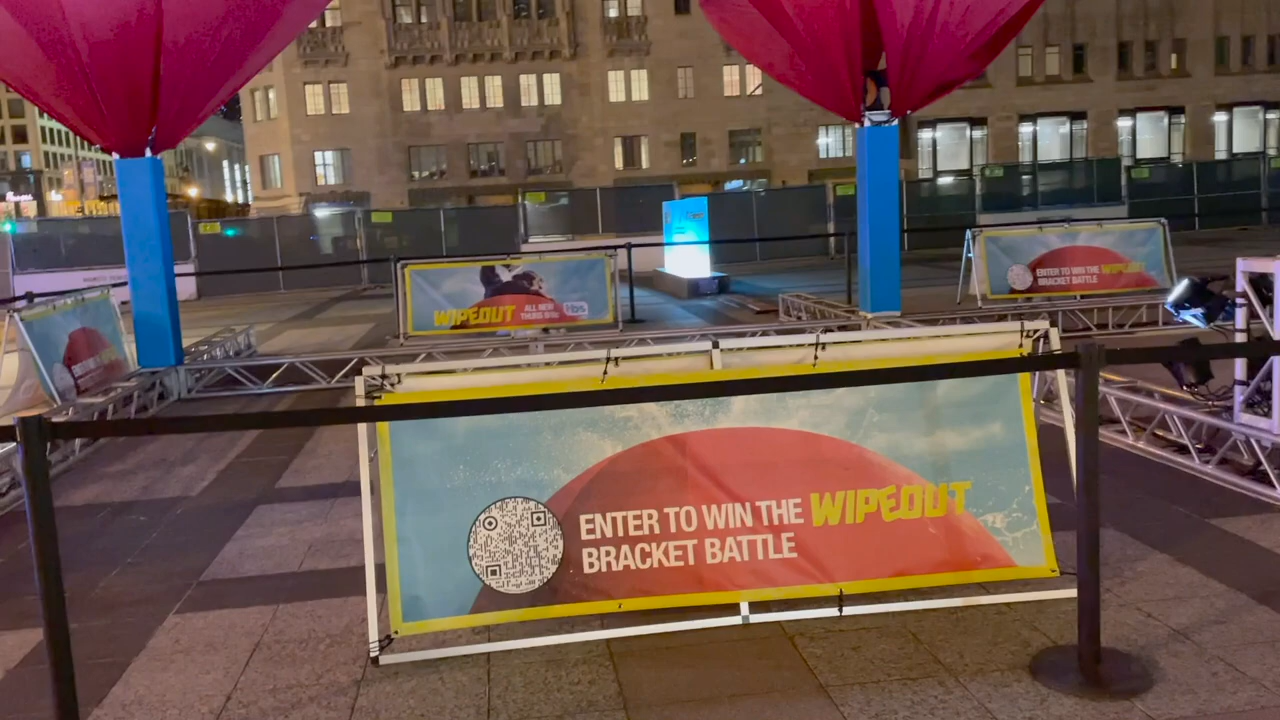 WIPEOUT
ALL NEW
tbs
ENTER TO WIN THE WIPEOUT
BRACKET BATTLE
ENTER TO WIN THE WIPEOUT
BRACKET BATTLE